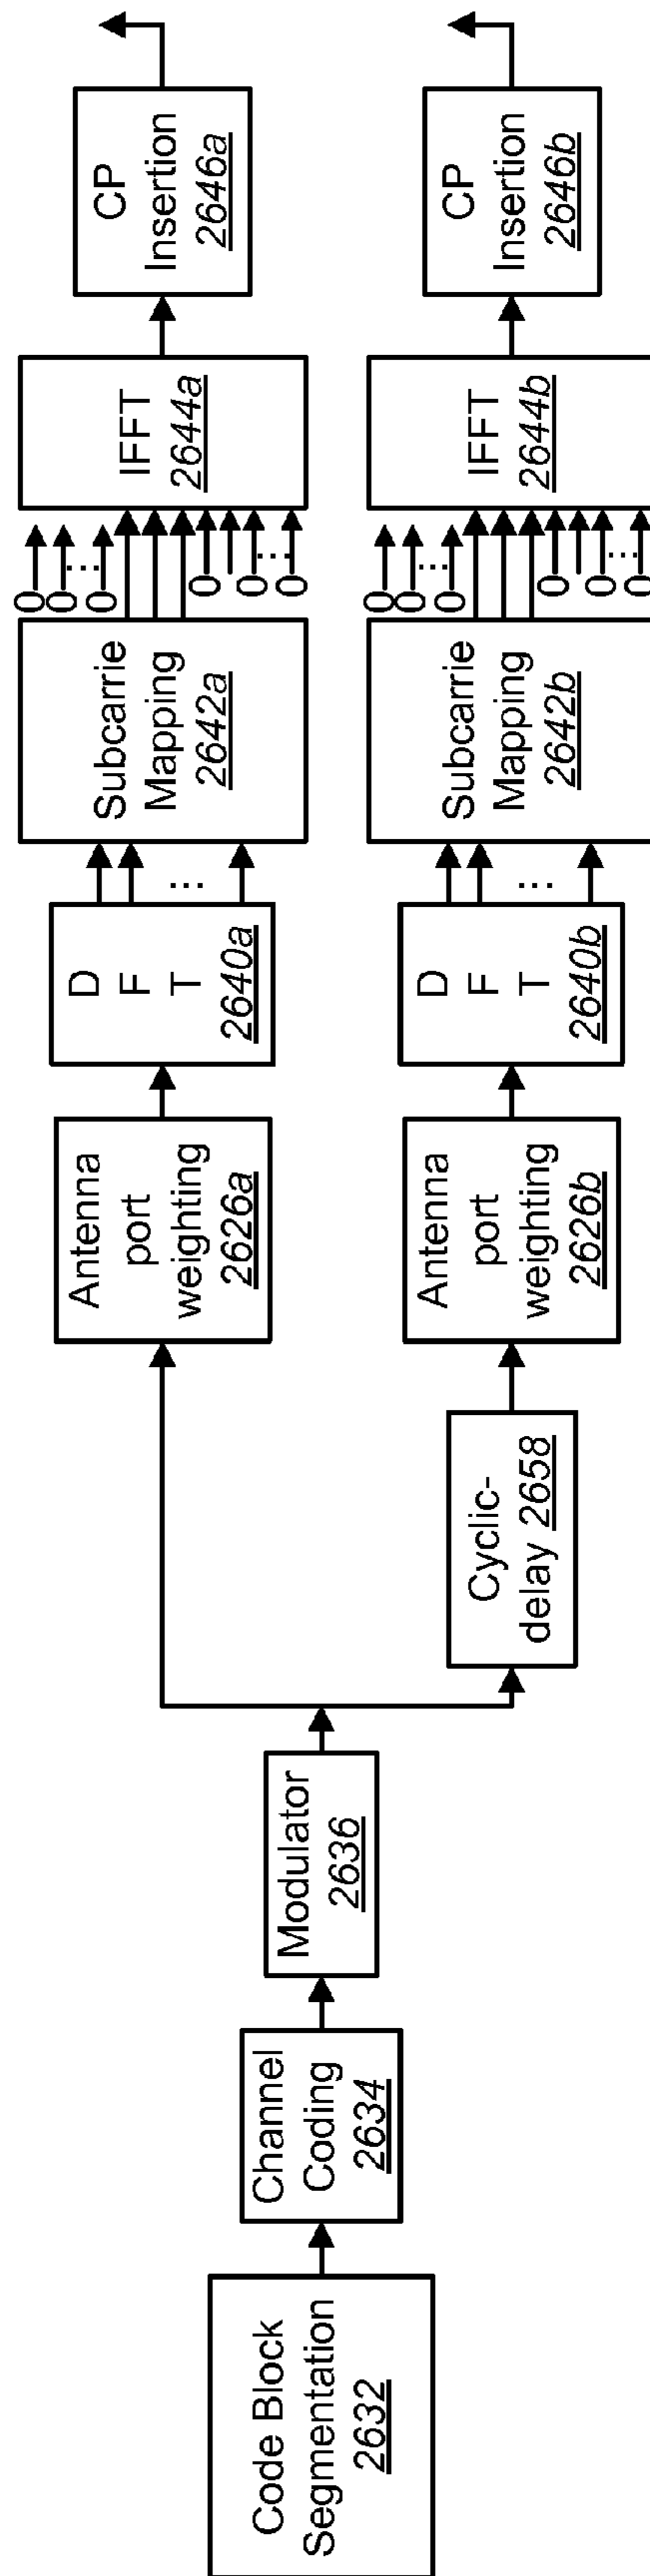 Code Block
Segmentation
2632
Channel
Coding
2634
Modulator
2636
Antenna
port
weighting
2626a
D
F
T
2640a
...
Subcarrie
Mapping
2642a
0
0
...
0
0
0
...
0
IFFT
2644a
CP
Insertion
2646a
Cyclic-
delay 2658
Antenna
port
weighting
2626b
D
F
T
2640b
...
Subcarrie
Mapping
2642b
0
0
...
0
0
0
...
0
IFFT
2644b
CP
Insertion
2646b